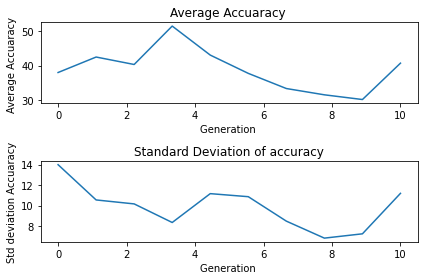 Average Accuaracy
Average Accuaracy
50
40
30
0 2 4 6 8 10
Generation
Standard Deviation of accuracy
Std deviation Accuaracy
14
12
10
8
0 2 4 6 8 10
Generation